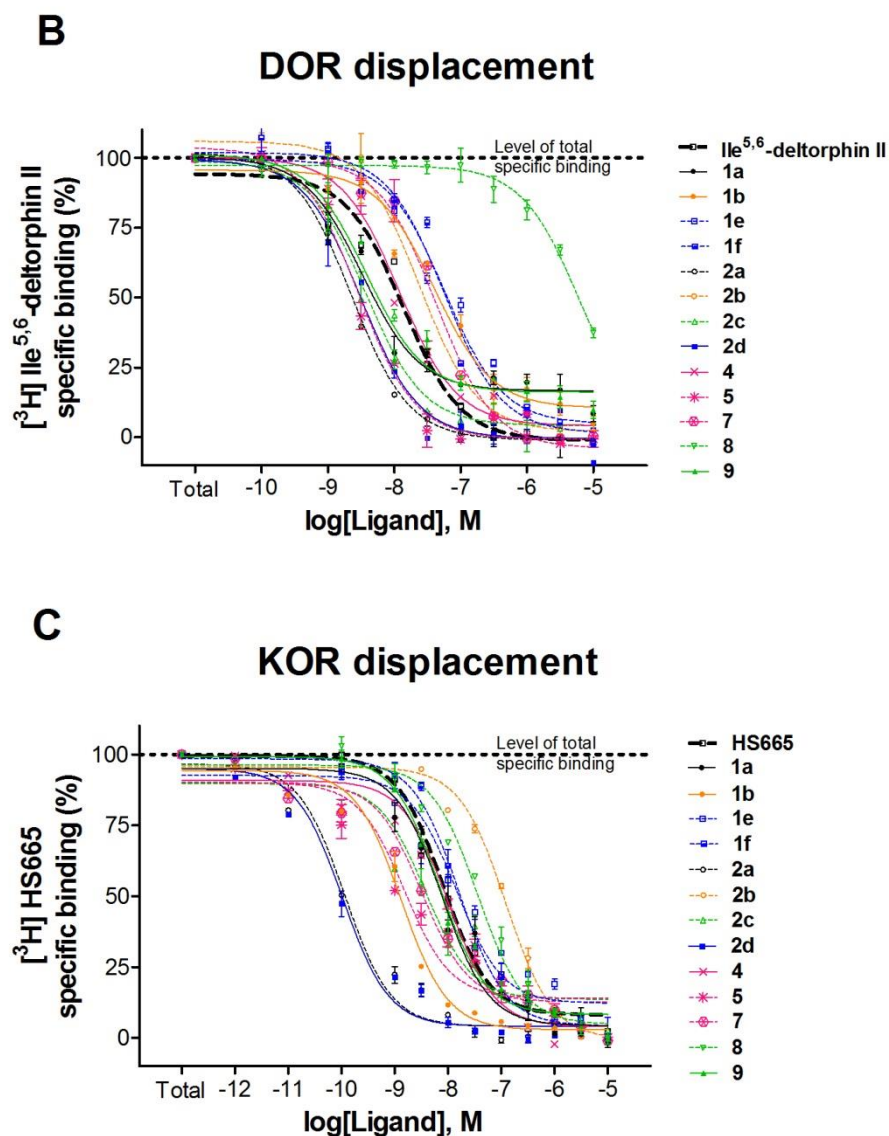 B
DOR displacement
Level of total
specific binding
[³H] Ile⁵,⁶-deltorphin II
specific binding (%)
100
75
50
25
0
Total -10 -9 -8 -7 -6 -5
log[Ligand], M
Ile⁵,⁶-deltorphin II
1a
1b
1e
1f
2a
2b
2c
2d
4
5
7
8
9
C
KOR displacement
Level of total
specific binding
[³H] HS665
specific binding (%)
100
75
50
25
0
Total -12 -11 -10 -9 -8 -7 -6 -5
log[Ligand], M
HS665
1a
1b
1e
1f
2a
2b
2c
2d
4
5
7
8
9